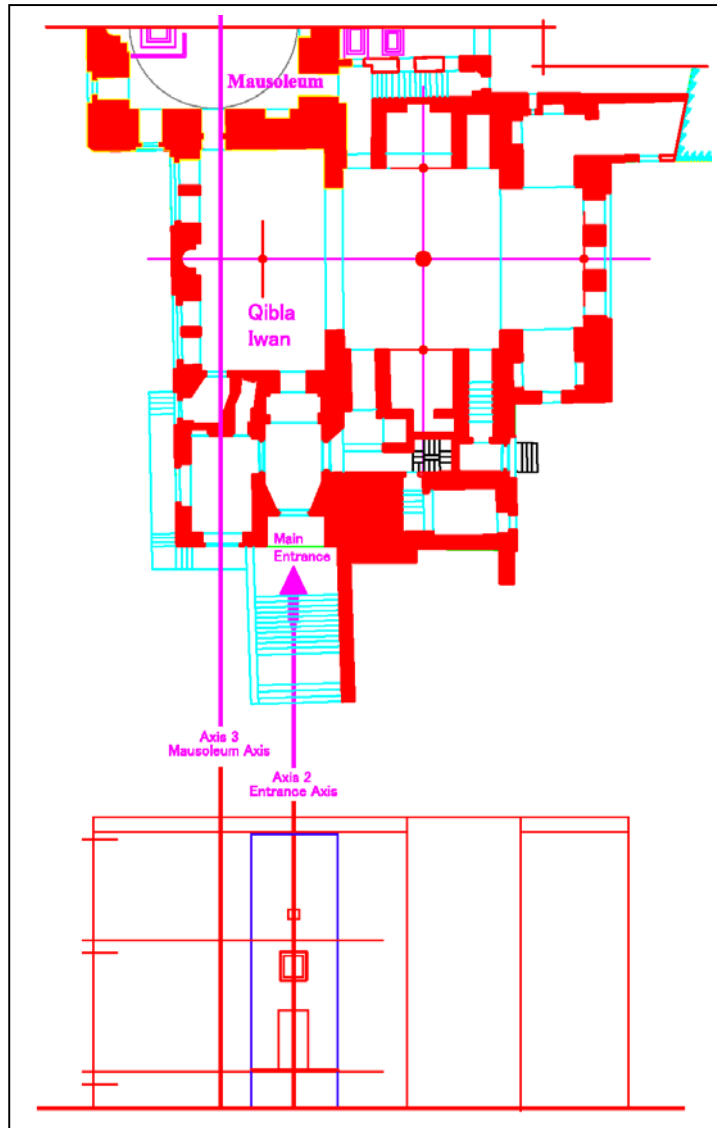 Mausoleum
Qibla
Iwan
Main
Entrance
Axis 3
Mausoleum Axis
Axis 2
Entrance Axis